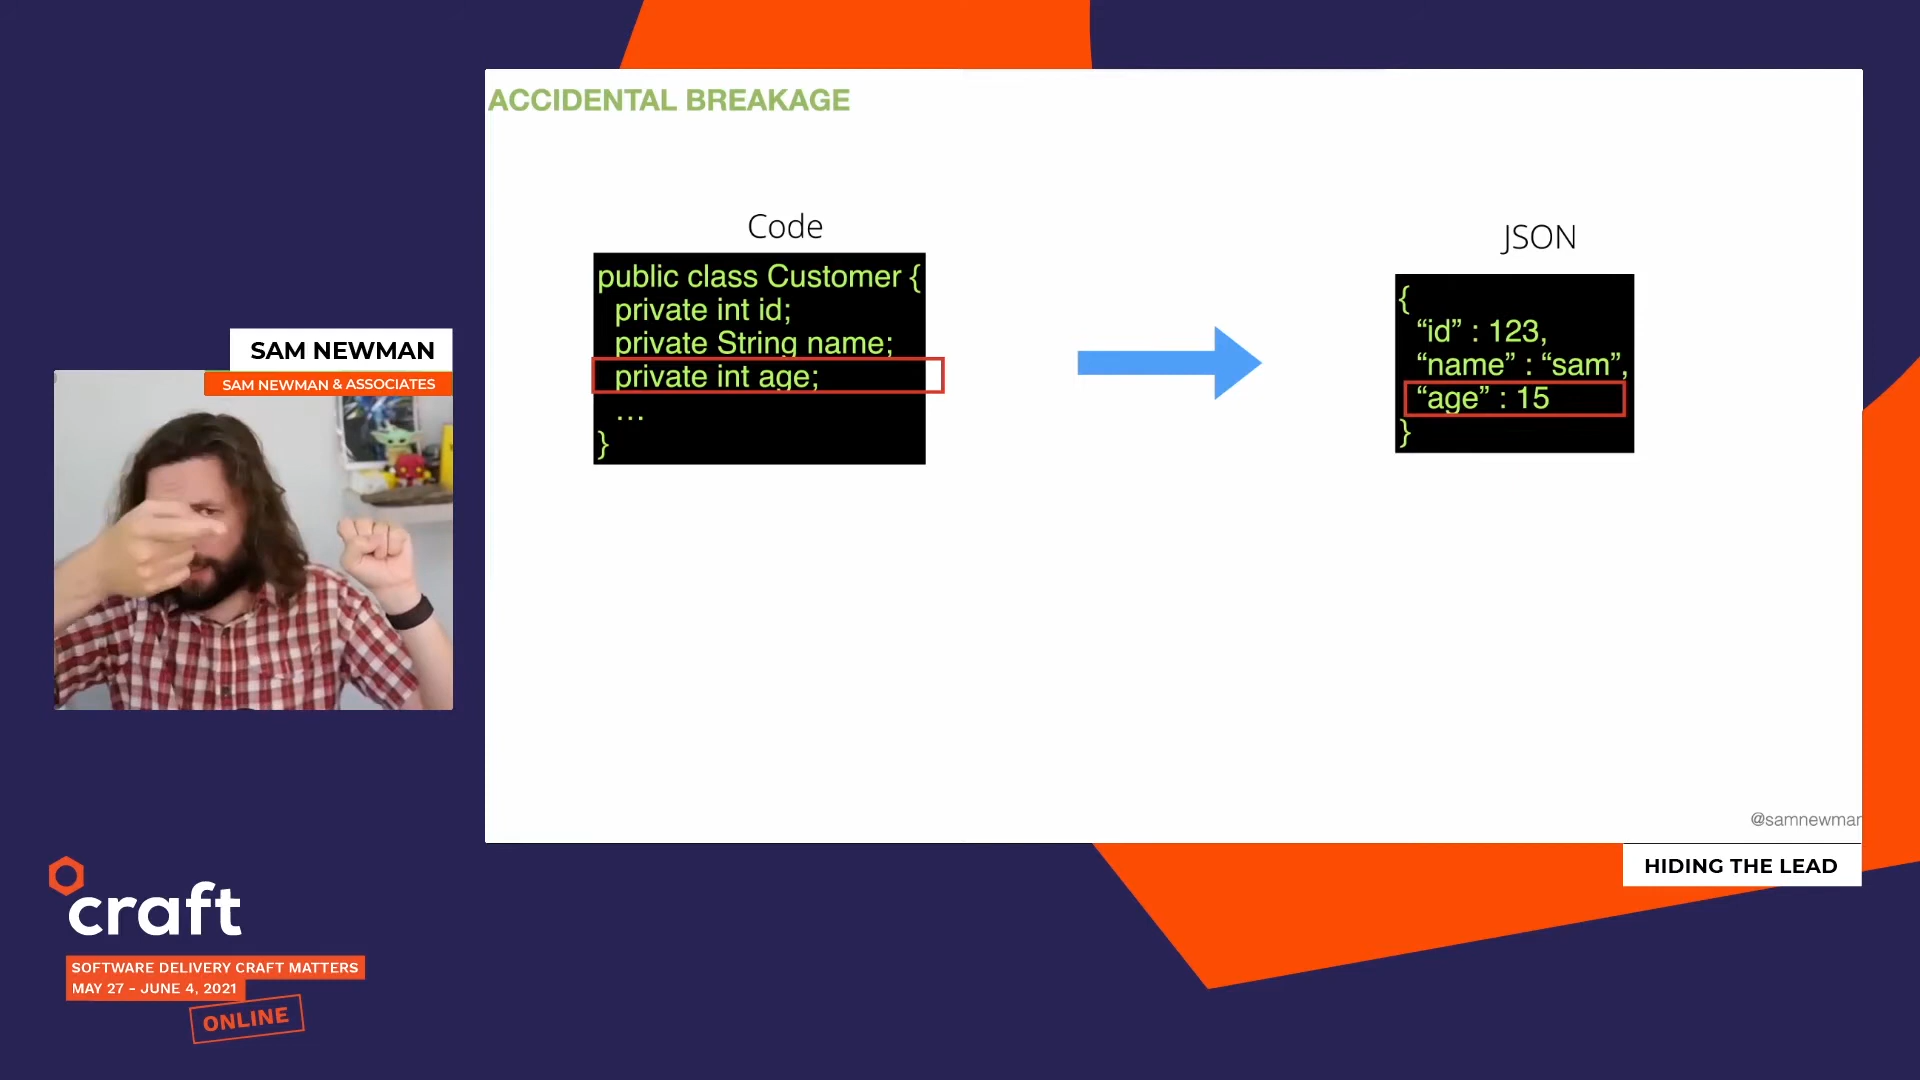 ACCIDENTAL BREAKAGE
Code
public class Customer {
private int id;
private String name;
private int age;
...
}
JSON
{
“id” : 123,
“name” : “sam”,
“age” : 15
}
@samnewman
HIDING THE LEAD
SAM NEWMAN
SAM NEWMAN & ASSOCIATES
craft
SOFTWARE DELIVERY CRAFT MATTERS
MAY 27 - JUNE 4, 2021
ONLINE